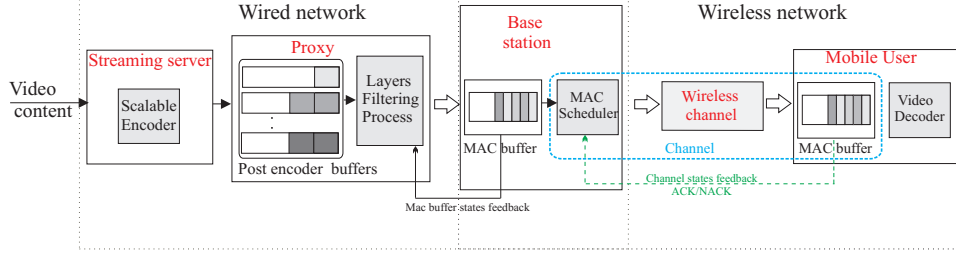 Wired network
Wireless network
Video
content
Streaming server
Scalable
Encoder
Proxy
Layers
Filtering
Process
Post encoder buffers
Mac buffer states feedback
Base
station
MAC buffer
MAC
Scheduler
Wireless
channel
Channel
Channel states feedback
ACK/NACK
Mobile User
MAC buffer
Video
Decoder